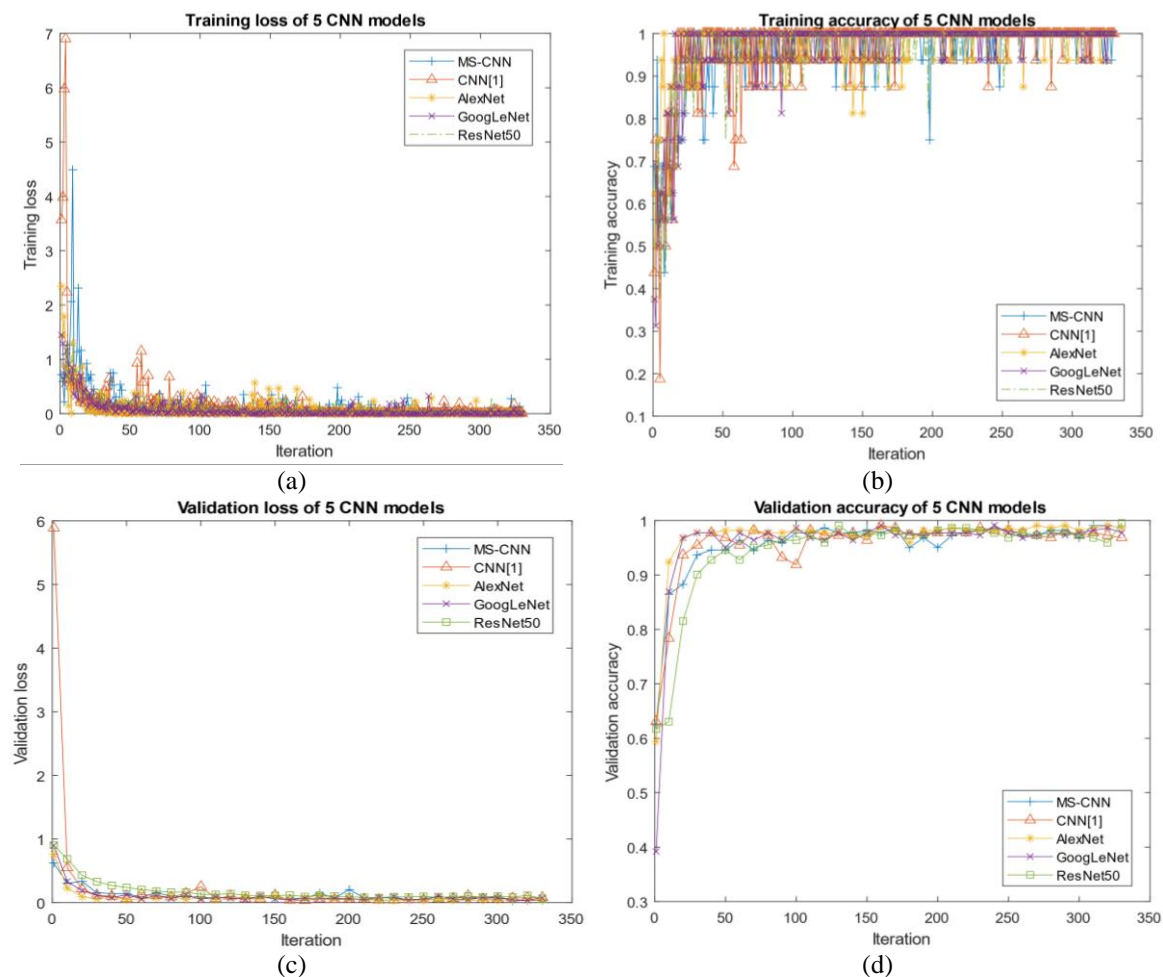 Training loss of 5 CNN models
7
6
5
4
3
2
1
0
Training loss
0 50 100 150 200 250 300 350
Iteration
MS-CNN
CNN[1]
AlexNet
GoogLeNet
ResNet50
(a)
Training accuracy of 5 CNN models
1
0.9
0.8
0.7
0.6
0.5
0.4
0.3
0.2
0.1
Training accuracy
0 50 100 150 200 250 300 350
Iteration
MS-CNN
CNN[1]
AlexNet
GoogLeNet
ResNet50
(b)
Validation loss of 5 CNN models
6
5
4
3
2
1
0
Validation loss
0 50 100 150 200 250 300 350
Iteration
MS-CNN
CNN[1]
AlexNet
GoogLeNet
ResNet50
(c)
Validation accuracy of 5 CNN models
1
0.9
0.8
0.7
0.6
0.5
0.4
0.3
Validation accuracy
0 50 100 150 200 250 300 350
Iteration
MS-CNN
CNN[1]
AlexNet
GoogLeNet
ResNet50
(d)